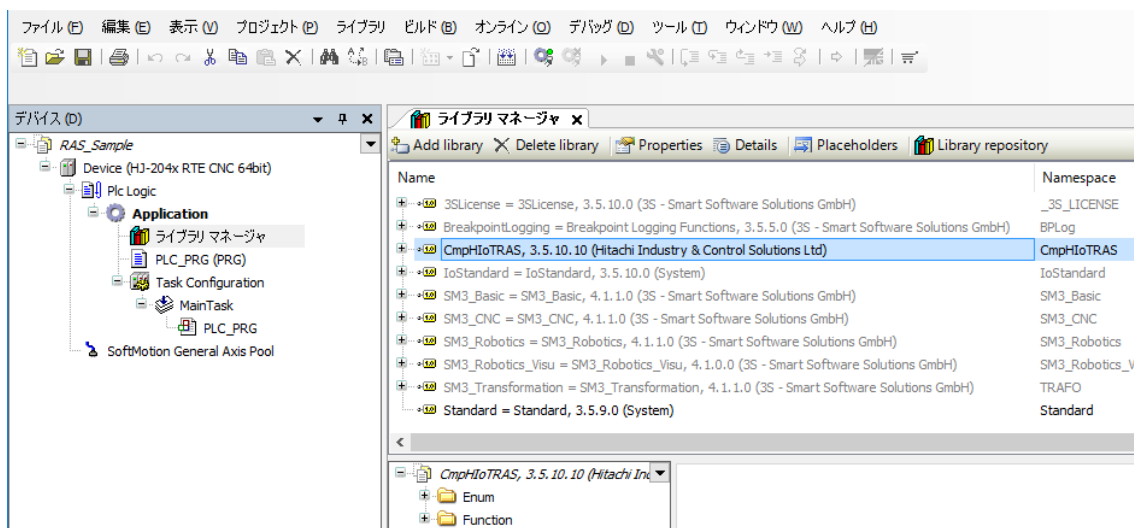 ファイル(F) 編集(E) 表示(V) プロジェクト(P) ライブラリ ビルド(B) オンライン(O) デバッグ(D) ツール(T) ウィンドウ(W) ヘルプ(H)
デバイス(D)
RAS_Sample
Device (HJ-204x RTE CNC 64bit)
Plc Logic
Application
ライブラリ マネージャ
PLC_PRG (PRG)
Task Configuration
MainTask
PLC_PRG
SoftMotion General Axis Pool
ライブラリ マネージャ
Add library Delete library Properties Details Placeholders Library repository
Name Namespace
3SLicense = 3SLicense, 3.5.10.0 (3S - Smart Software Solutions GmbH) _3S_LICENSE
BreakpointLogging = Breakpoint Logging Functions, 3.5.5.0 (3S - Smart Software Solutions GmbH) BPLog
CmpHIoTRAS, 3.5.10.10 (Hitachi Industry & Control Solutions Ltd) CmpHIoTRAS
IoStandard = IoStandard, 3.5.10.0 (System) IoStandard
SM3_Basic = SM3_Basic, 4.1.1.0 (3S - Smart Software Solutions GmbH) SM3_Basic
SM3_CNC = SM3_CNC, 4.1.1.0 (3S - Smart Software Solutions GmbH) SM3_CNC
SM3_Robotics = SM3_Robotics, 4.1.1.0 (3S - Smart Software Solutions GmbH) SM3_Robotics
SM3_Robotics_Visu = SM3_Robotics_Visu, 4.1.0.0 (3S - Smart Software Solutions GmbH) SM3_Robotics_V
SM3_Transformation = SM3_Transformation, 4.1.1.0 (3S - Smart Software Solutions GmbH) TRAFO
Standard = Standard, 3.5.9.0 (System) Standard
CmpHIoTRAS, 3.5.10.10 (Hitachi Inc
Enum
Function